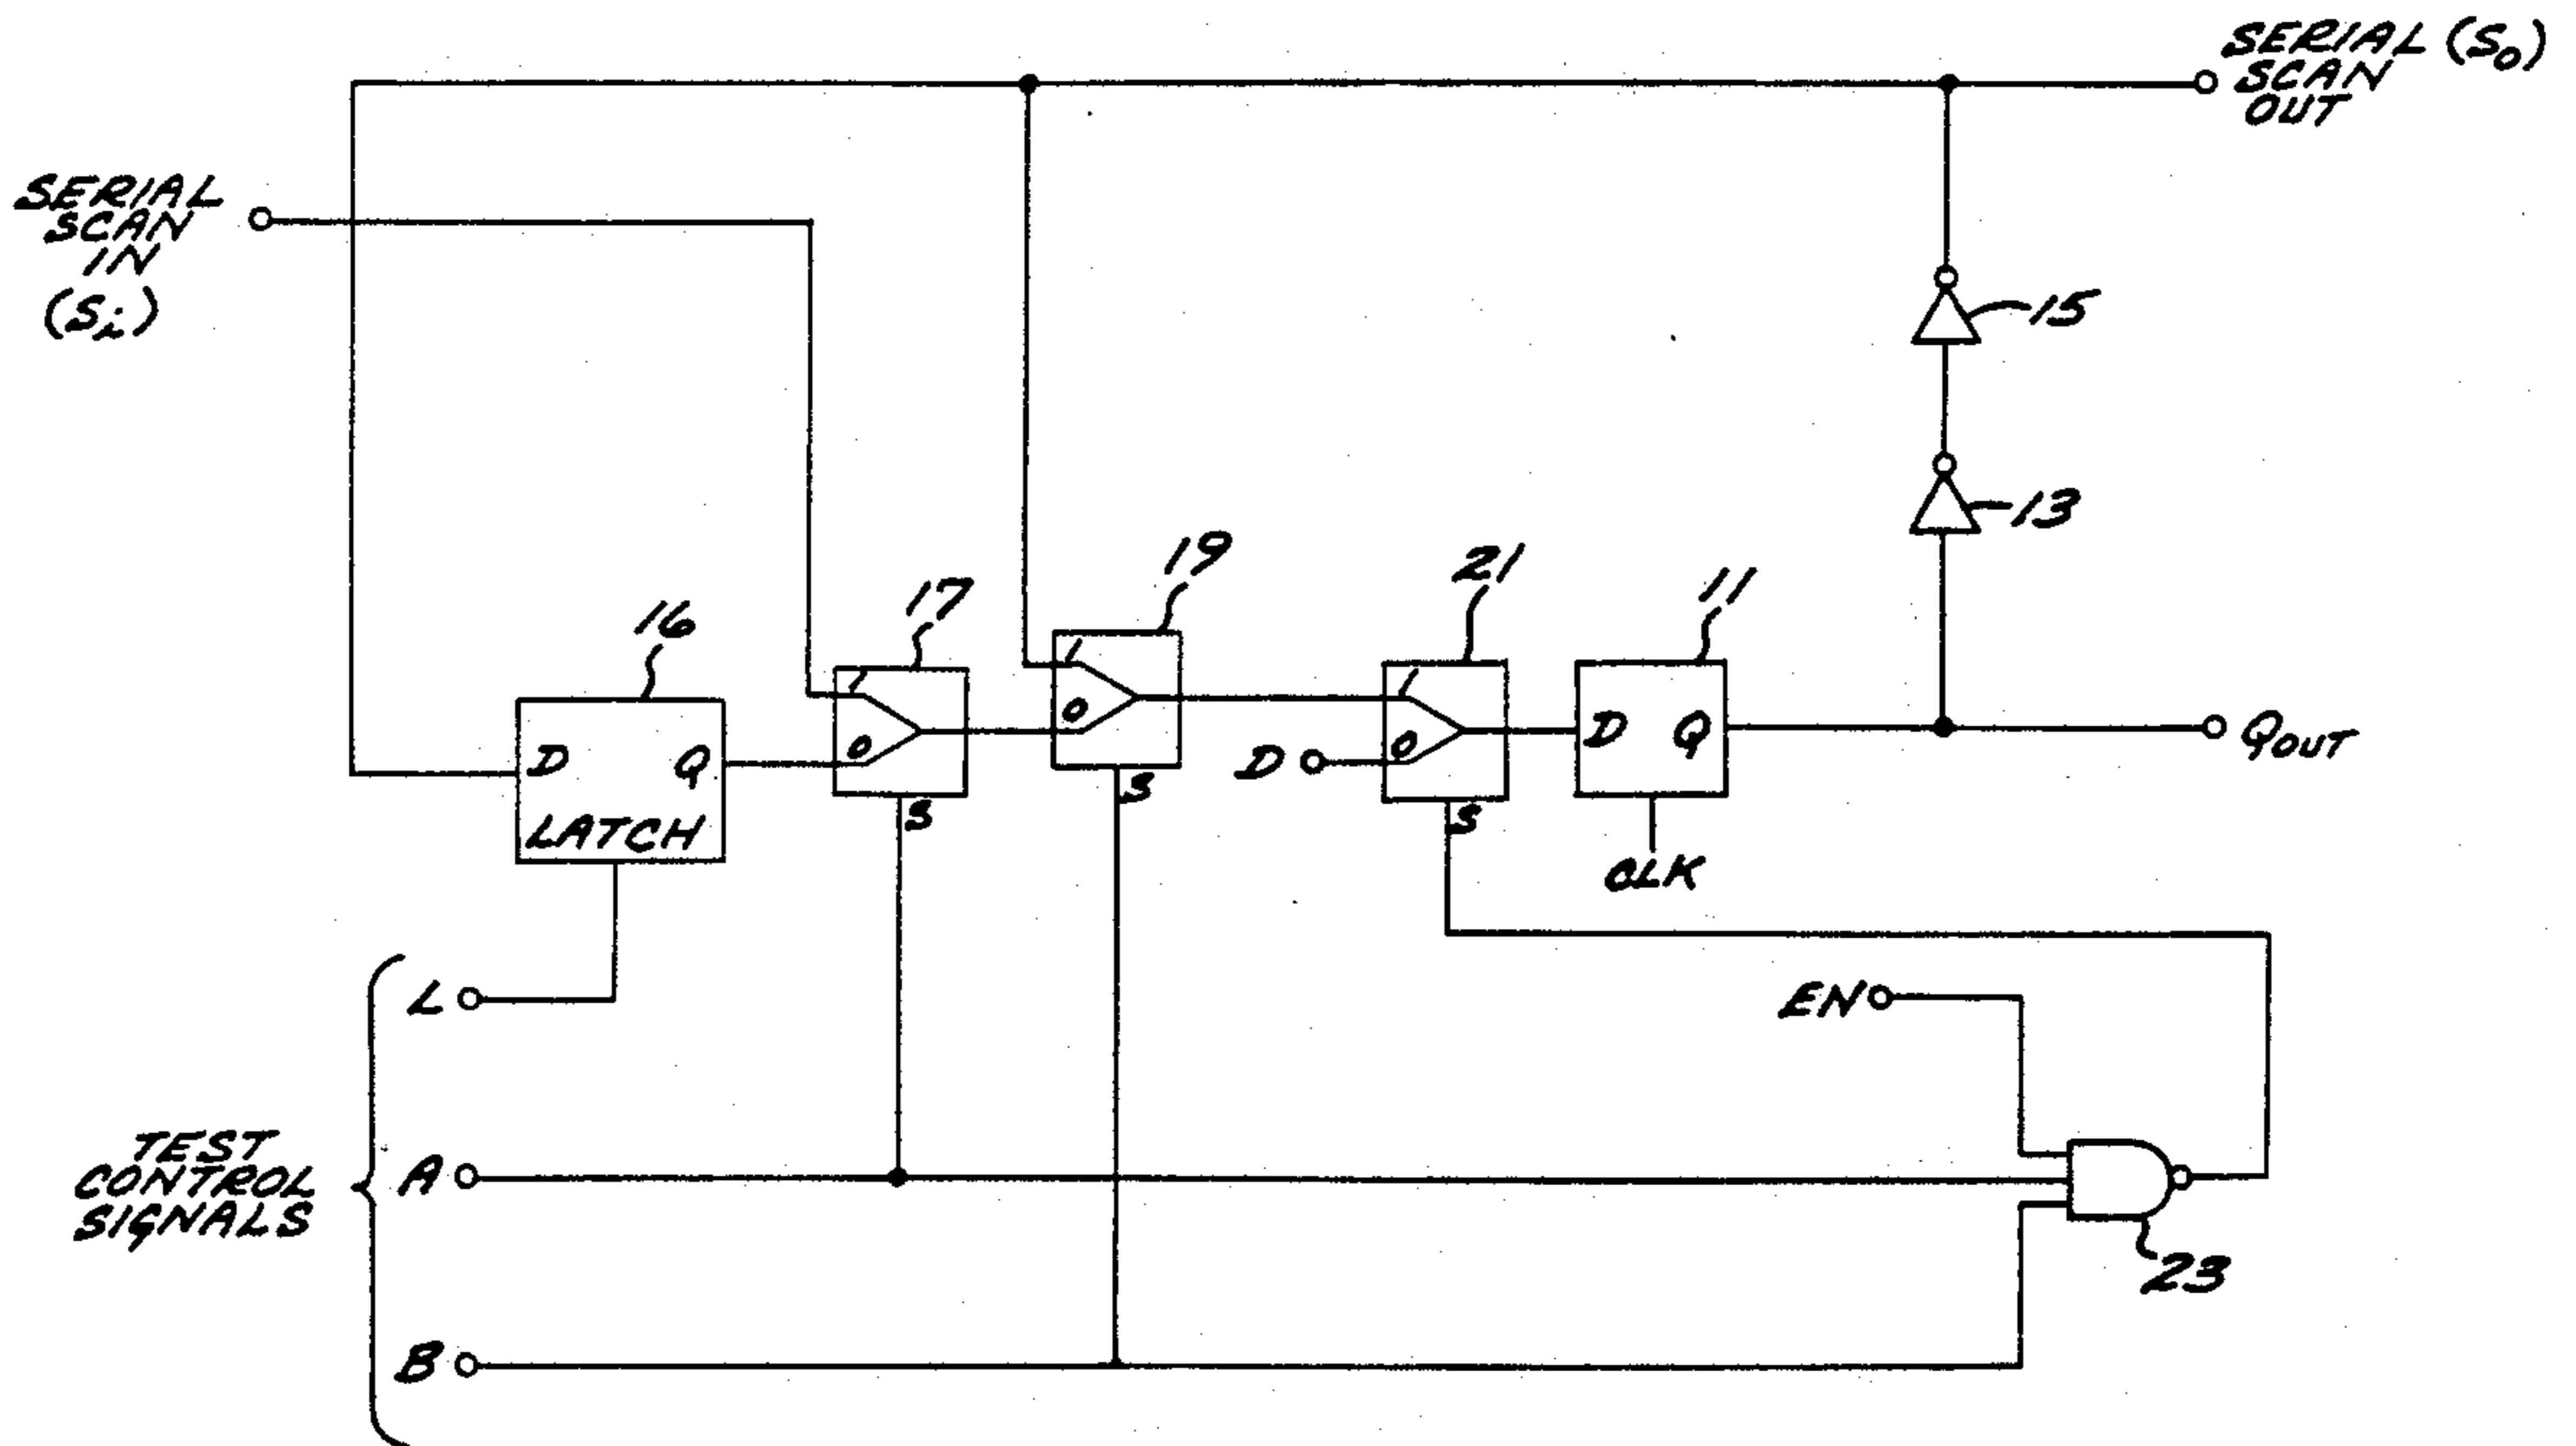 SERIAL (So)
SCAN
OUT
SERIAL
SCAN
IN
(Si)
15
13
19
21
11
17
16
1
1
1
0
0
0
D Q
D Q
LATCH
D
QOUT
S
S
S
CLK
L
EN
TEST
CONTROL
SIGNALS
A
B
23